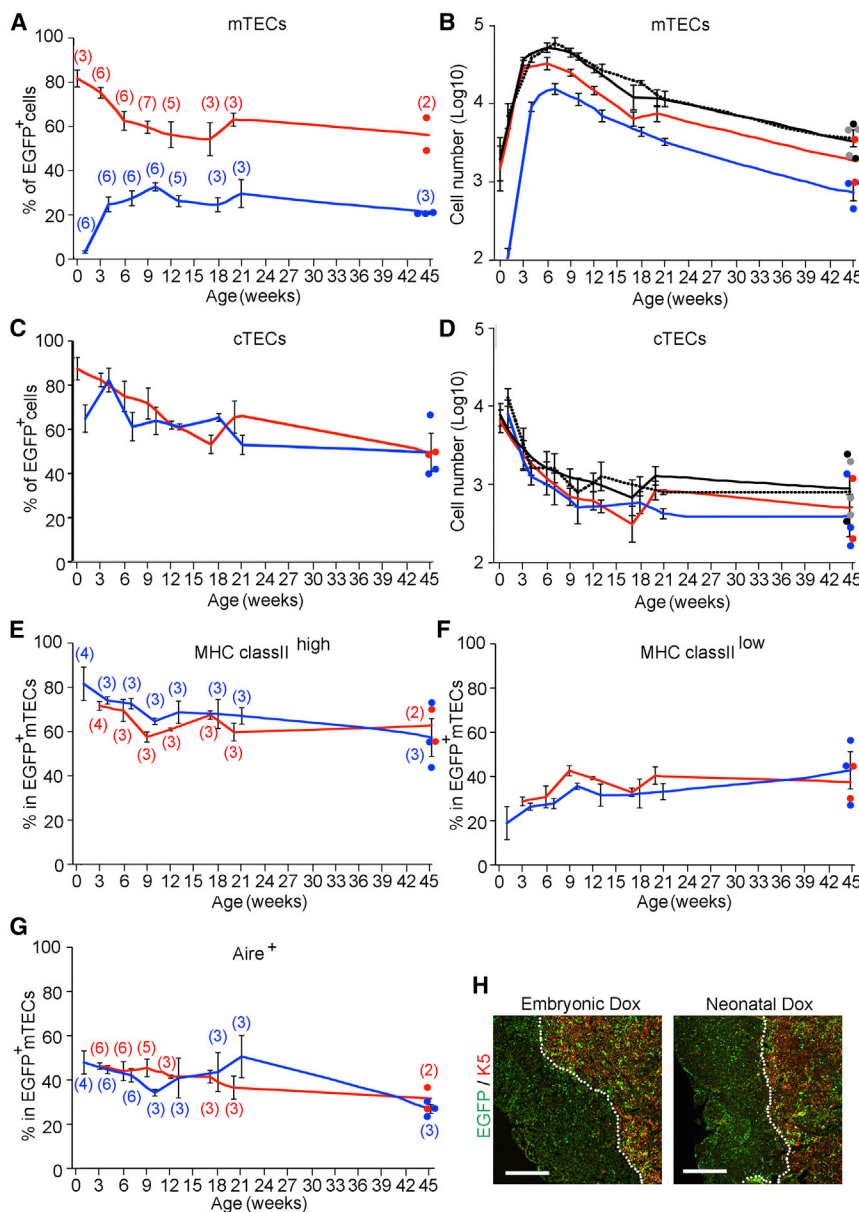 A
mTECs
% of EGFP+ cells
100
80
60
40
20
0
(3)
(6)
(6)
(7)
(5)
(3)
(3)
(2)
(6)
(6)
(6)
(6)
(5)
(3)
(3)
(3)
0 3 6 9 12 15 18 21 24 27 30 33 36 39 42 45
Age (weeks)
B
mTECs
Cell number (Log10)
5
4
3
2
0 3 6 9 12 15 18 21 24 27 30 33 36 39 42 45
Age (weeks)
C
cTECs
% of EGFP+ cells
100
80
60
40
20
0
0 3 6 9 12 15 18 21 24 27 30 33 36 39 42 45
Age (weeks)
D
cTECs
Cell number (Log10)
5
4
3
2
0 3 6 9 12 15 18 21 24 27 30 33 36 39 42 45
Age (weeks)
E
MHC classII high
% in EGFP+ mTECs
100
80
60
40
20
0
(4)
(3)
(3)
(3)
(3)
(3)
(3)
(4)
(3)
(3)
(3)
(3)
(3)
(2)
(3)
0 3 6 9 12 15 18 21 24 27 30 33 36 39 42 45
Age (weeks)
F
MHC classII low
% in EGFP+ mTECs
100
80
60
40
20
0
0 3 6 9 12 15 18 21 24 27 30 33 36 39 42 45
Age (weeks)
G
Aire+
% in EGFP+ mTECs
100
80
60
40
20
0
(6)
(6)
(5)
(3)
(3)
(3)
(2)
(4)
(6)
(6)
(3)
(3)
(3)
(3)
(3)
0 3 6 9 12 15 18 21 24 27 30 33 36 39 42 45
Age (weeks)
H
Embryonic Dox
Neonatal Dox
EGFP / K5